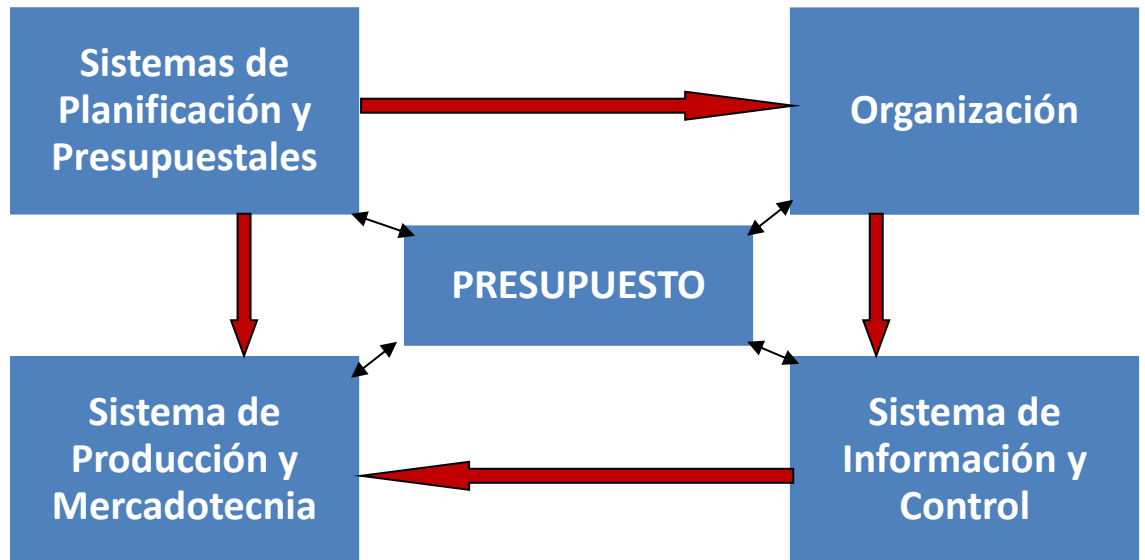 Sistemas de
Planificación y
Presupuestales
Organización
PRESUPUESTO
Sistema de
Producción y
Mercadotecnia
Sistema de
Información y
Control